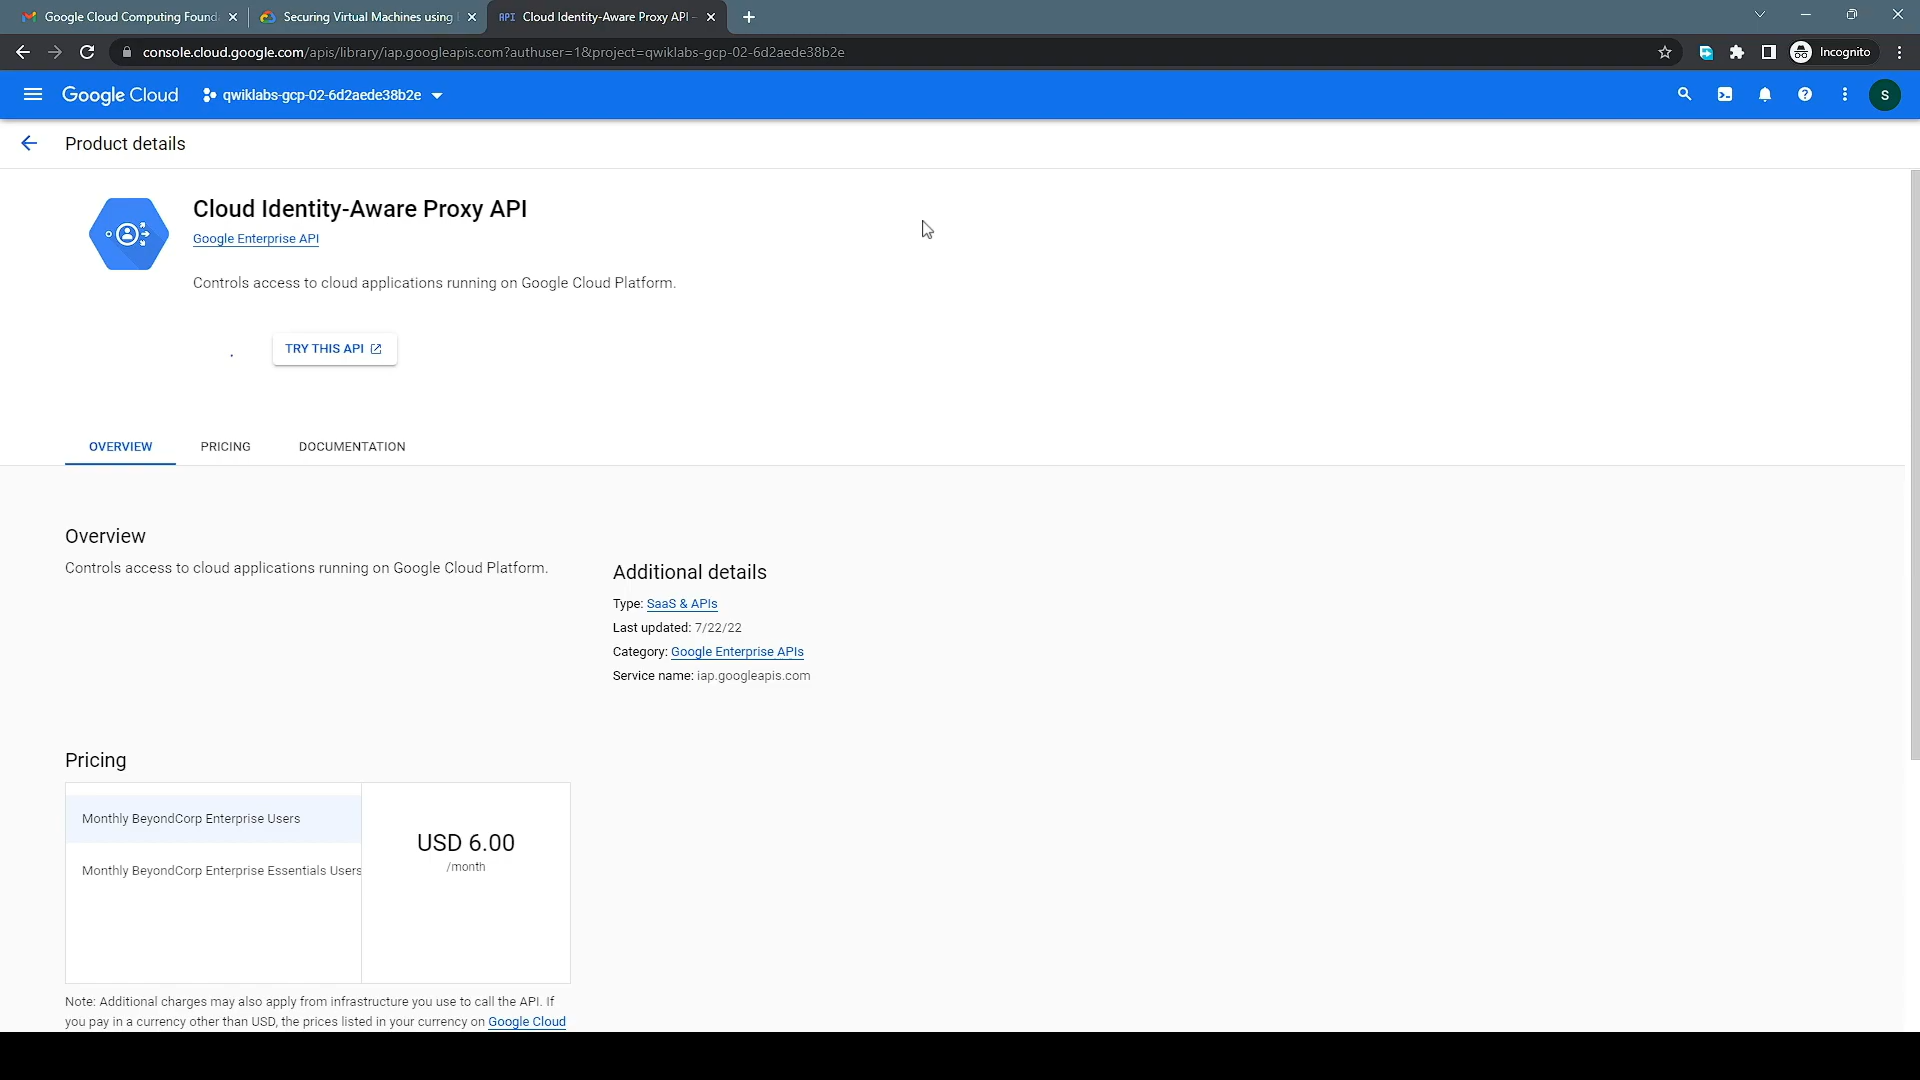 Google Cloud Computing Found
Securing Virtual Machines using
API Cloud Identity-Aware Proxy API -
console.cloud.google.com/apis/library/iap.googleapis.com?authuser=1&project=qwiklabs-gcp-02-6d2aede38b2e
Incognito
Google Cloud
qwiklabs-gcp-02-6d2aede38b2e
S
Product details
Cloud Identity-Aware Proxy API
Google Enterprise API
Controls access to cloud applications running on Google Cloud Platform.
TRY THIS API
OVERVIEW
PRICING
DOCUMENTATION
Overview
Controls access to cloud applications running on Google Cloud Platform.
Additional details
Type: SaaS & APIs
Last updated: 7/22/22
Category: Google Enterprise APIs
Service name: iap.googleapis.com
Pricing
Monthly BeyondCorp Enterprise Users
Monthly BeyondCorp Enterprise Essentials Users
USD 6.00
/month
Note: Additional charges may also apply from infrastructure you use to call the API. If
you pay in a currency other than USD, the prices listed in your currency on Google Cloud